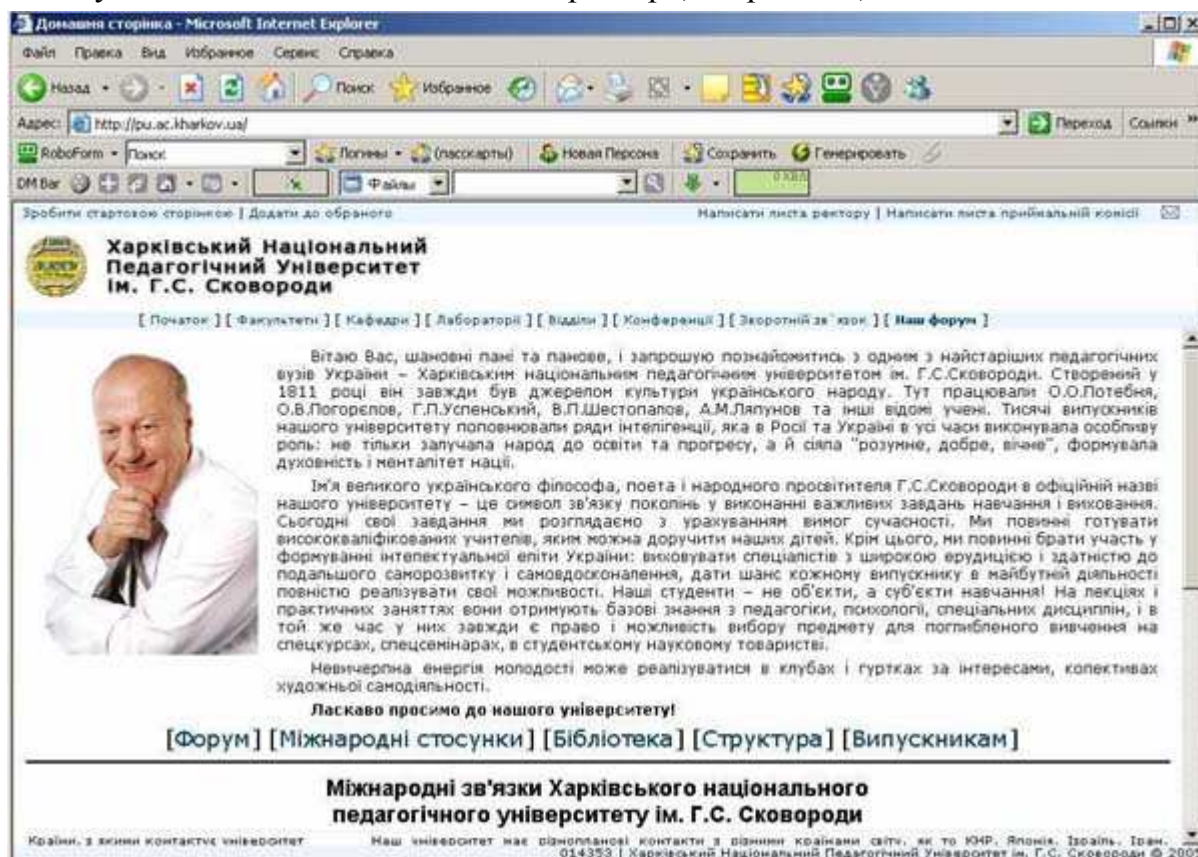 Домашня сторінка - Microsoft Internet Explorer
Файл Правка Вид Избранное Сервис Справка
Назад Поиск Избранное
Адрес: http://pu.ac.kharkov.ua/ Переход Ссылки »
RoboForm Поиск Логины (пасскарты) Новая Персона Сохранить Генерировать
DM Bar Файлы
Зробити стартовою сторінкою | Додати до обраного Написати листа ректору | Написати листа приймальній комісії
Харківський Національний
Педагогічний Університет
ім. Г.С. Сковороди
[ Початок ] [ Факультети ] [ Кафедри ] [ Лабораторії ] [ Відділи ] [ Конференції ] [ Зворотній зв`язок ] [ Наш форум ]
Вітаю Вас, шановні пані та панове, і запрошую познайомитись з одним з найстаріших педагогічних
вузів України – Харківським національним педагогічним університетом ім. Г.С.Сковороди. Створений у
1811 році він завжди був джерелом культури українського народу. Тут працювали О.О.Потебня,
О.В.Погорєлов, Г.П.Успенський, В.П.Шестопалов, А.М.Ляпунов та інші відомі учені. Тисячі випускників
нашого університету поповнювали ряди інтелігенції, яка в Росії та Україні в усі часи виконувала особливу
роль: не тільки залучала народ до освіти та прогресу, а й сіяла "розумне, добре, вічне", формувала
духовність і менталітет нації.
Ім'я великого українського філософа, поета і народного просвітителя Г.С.Сковороди в офіційній назві
нашого університету – це символ зв'язку поколінь у виконанні важливих завдань навчання і виховання.
Сьогодні свої завдання ми розглядаємо з урахуванням вимог сучасності. Ми повинні готувати
висококваліфікованих учителів, яким можна доручити наших дітей. Крім цього, ми повинні брати участь у
формуванні інтелектуальної еліти України: виховувати спеціалістів з широкою ерудицією і здатністю до
подальшого саморозвитку і самовдосконалення, дати шанс кожному випускнику в майбутній діяльності
повністю реалізувати свої можливості. Наші студенти – не об'єкти, а суб'єкти навчання! На лекціях і
практичних заняттях вони отримують базові знання з педагогіки, психології, спеціальних дисциплін, і в
той же час у них завжди є право і можливість вибору предмету для поглибленого вивчення на
спецкурсах, спецсемінарах, в студентському науковому товаристві.
Невичерпна енергія молодості може реалізуватися в клубах і гуртках за інтересами, колективах
художньої самодіяльності.
Ласкаво просимо до нашого університету!
[Форум] [Міжнародні стосунки] [Бібліотека] [Структура] [Випускникам]
Міжнародні зв'язки Харківського національного
педагогічного університету ім. Г.С. Сковороди
Країни, з якими контактує університет Наш університет має різнопланові контакти з різними країнами світу, як то КНР, Японія, Ізраїль, Іран,
014353 | Харківський Національний Педагогічний Університет ім. Г.С. Сковороди ©